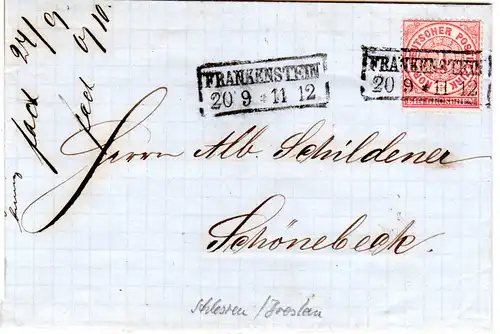 24/9.
fact 6/10.
FRANKENSTEIN
20 9 * 11 12
FRANKENSTEIN
20 9 * 11 12
Herrn Alb. Schildener
Schönebeck.
Schlesien / Breslau